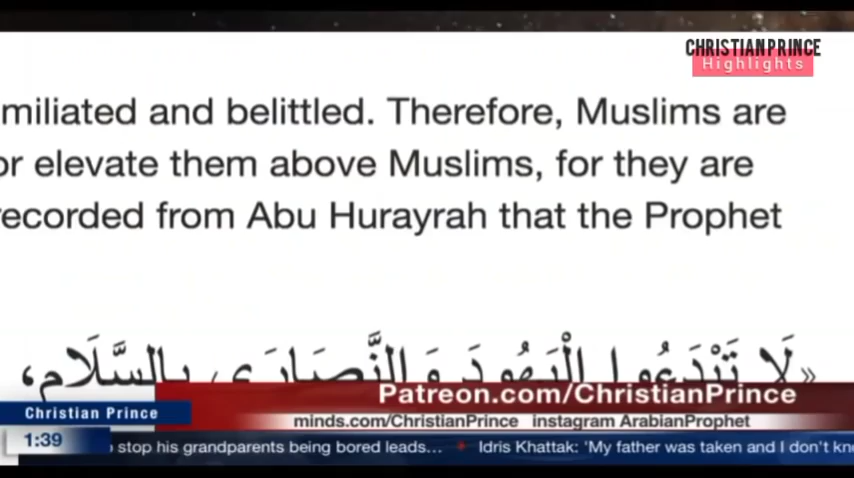 CHRISTIAN PRINCE
Highlights
miliated and belittled. Therefore, Muslims are
or elevate them above Muslims, for they are
recorded from Abu Hurayrah that the Prophet
«لَا تَبْدَءُوا الْيَهُودَ وَ النَّصَارَى بِالسَّلَامِ،
Patreon.com/ChristianPrince
Christian Prince
minds.com/ChristianPrince instagram ArabianProphet
1:39
stop his grandparents being bored leads... Idris Khattak: 'My father was taken and I don't